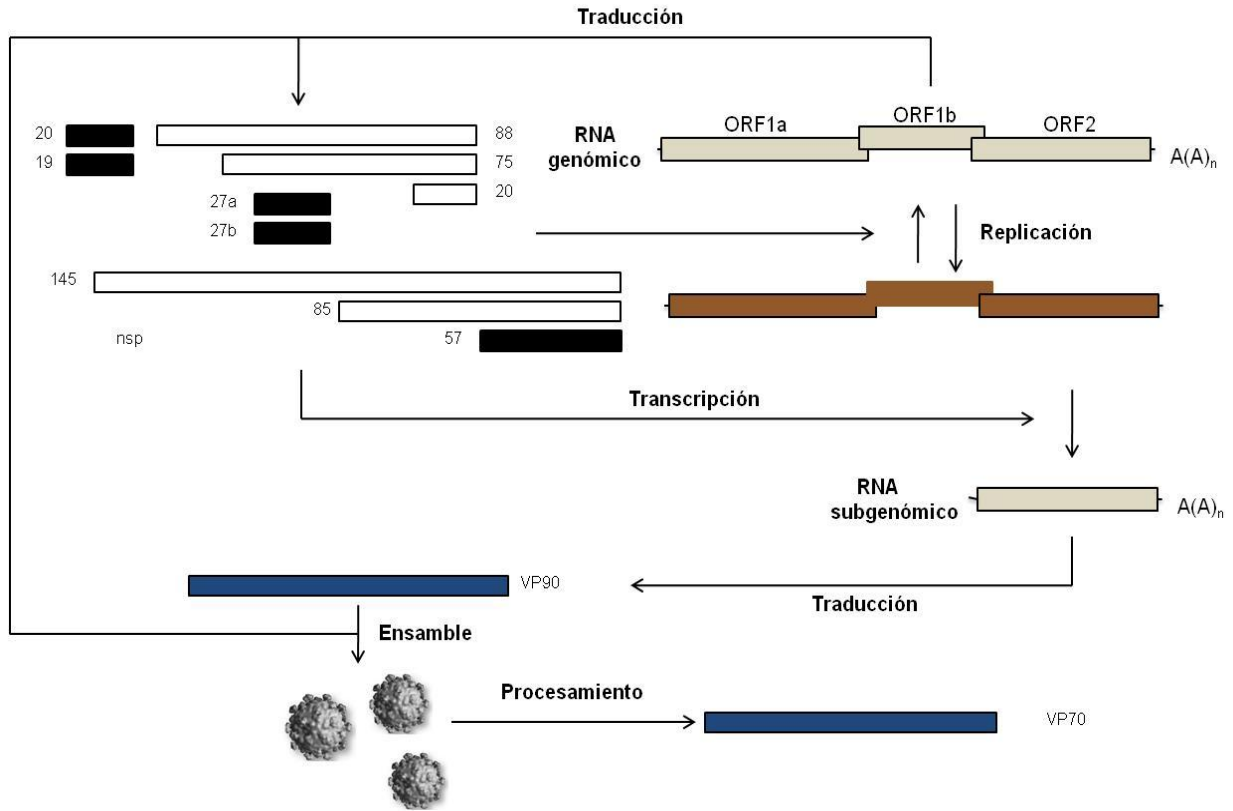 Traducción
ORF1a
ORF1b
ORF2
RNA
genómico
A(A)n
20
88
19
75
20
27a
27b
Replicación
145
85
nsp
57
Transcripción
RNA
subgenómico
A(A)n
VP90
Traducción
Ensamble
Procesamiento
VP70